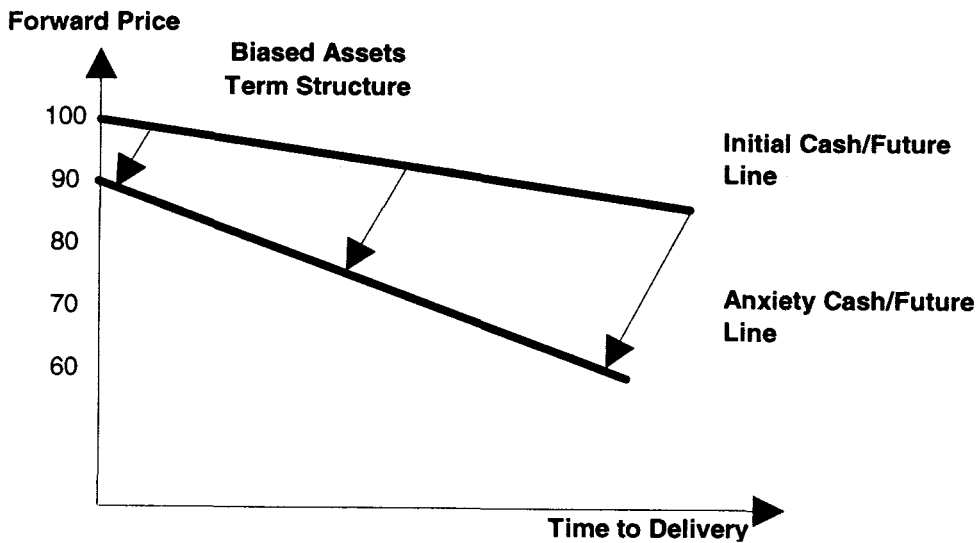 Forward Price
Biased Assets
Term Structure
100
90
80
70
60
Initial Cash/Future
Line
Anxiety Cash/Future
Line
Time to Delivery